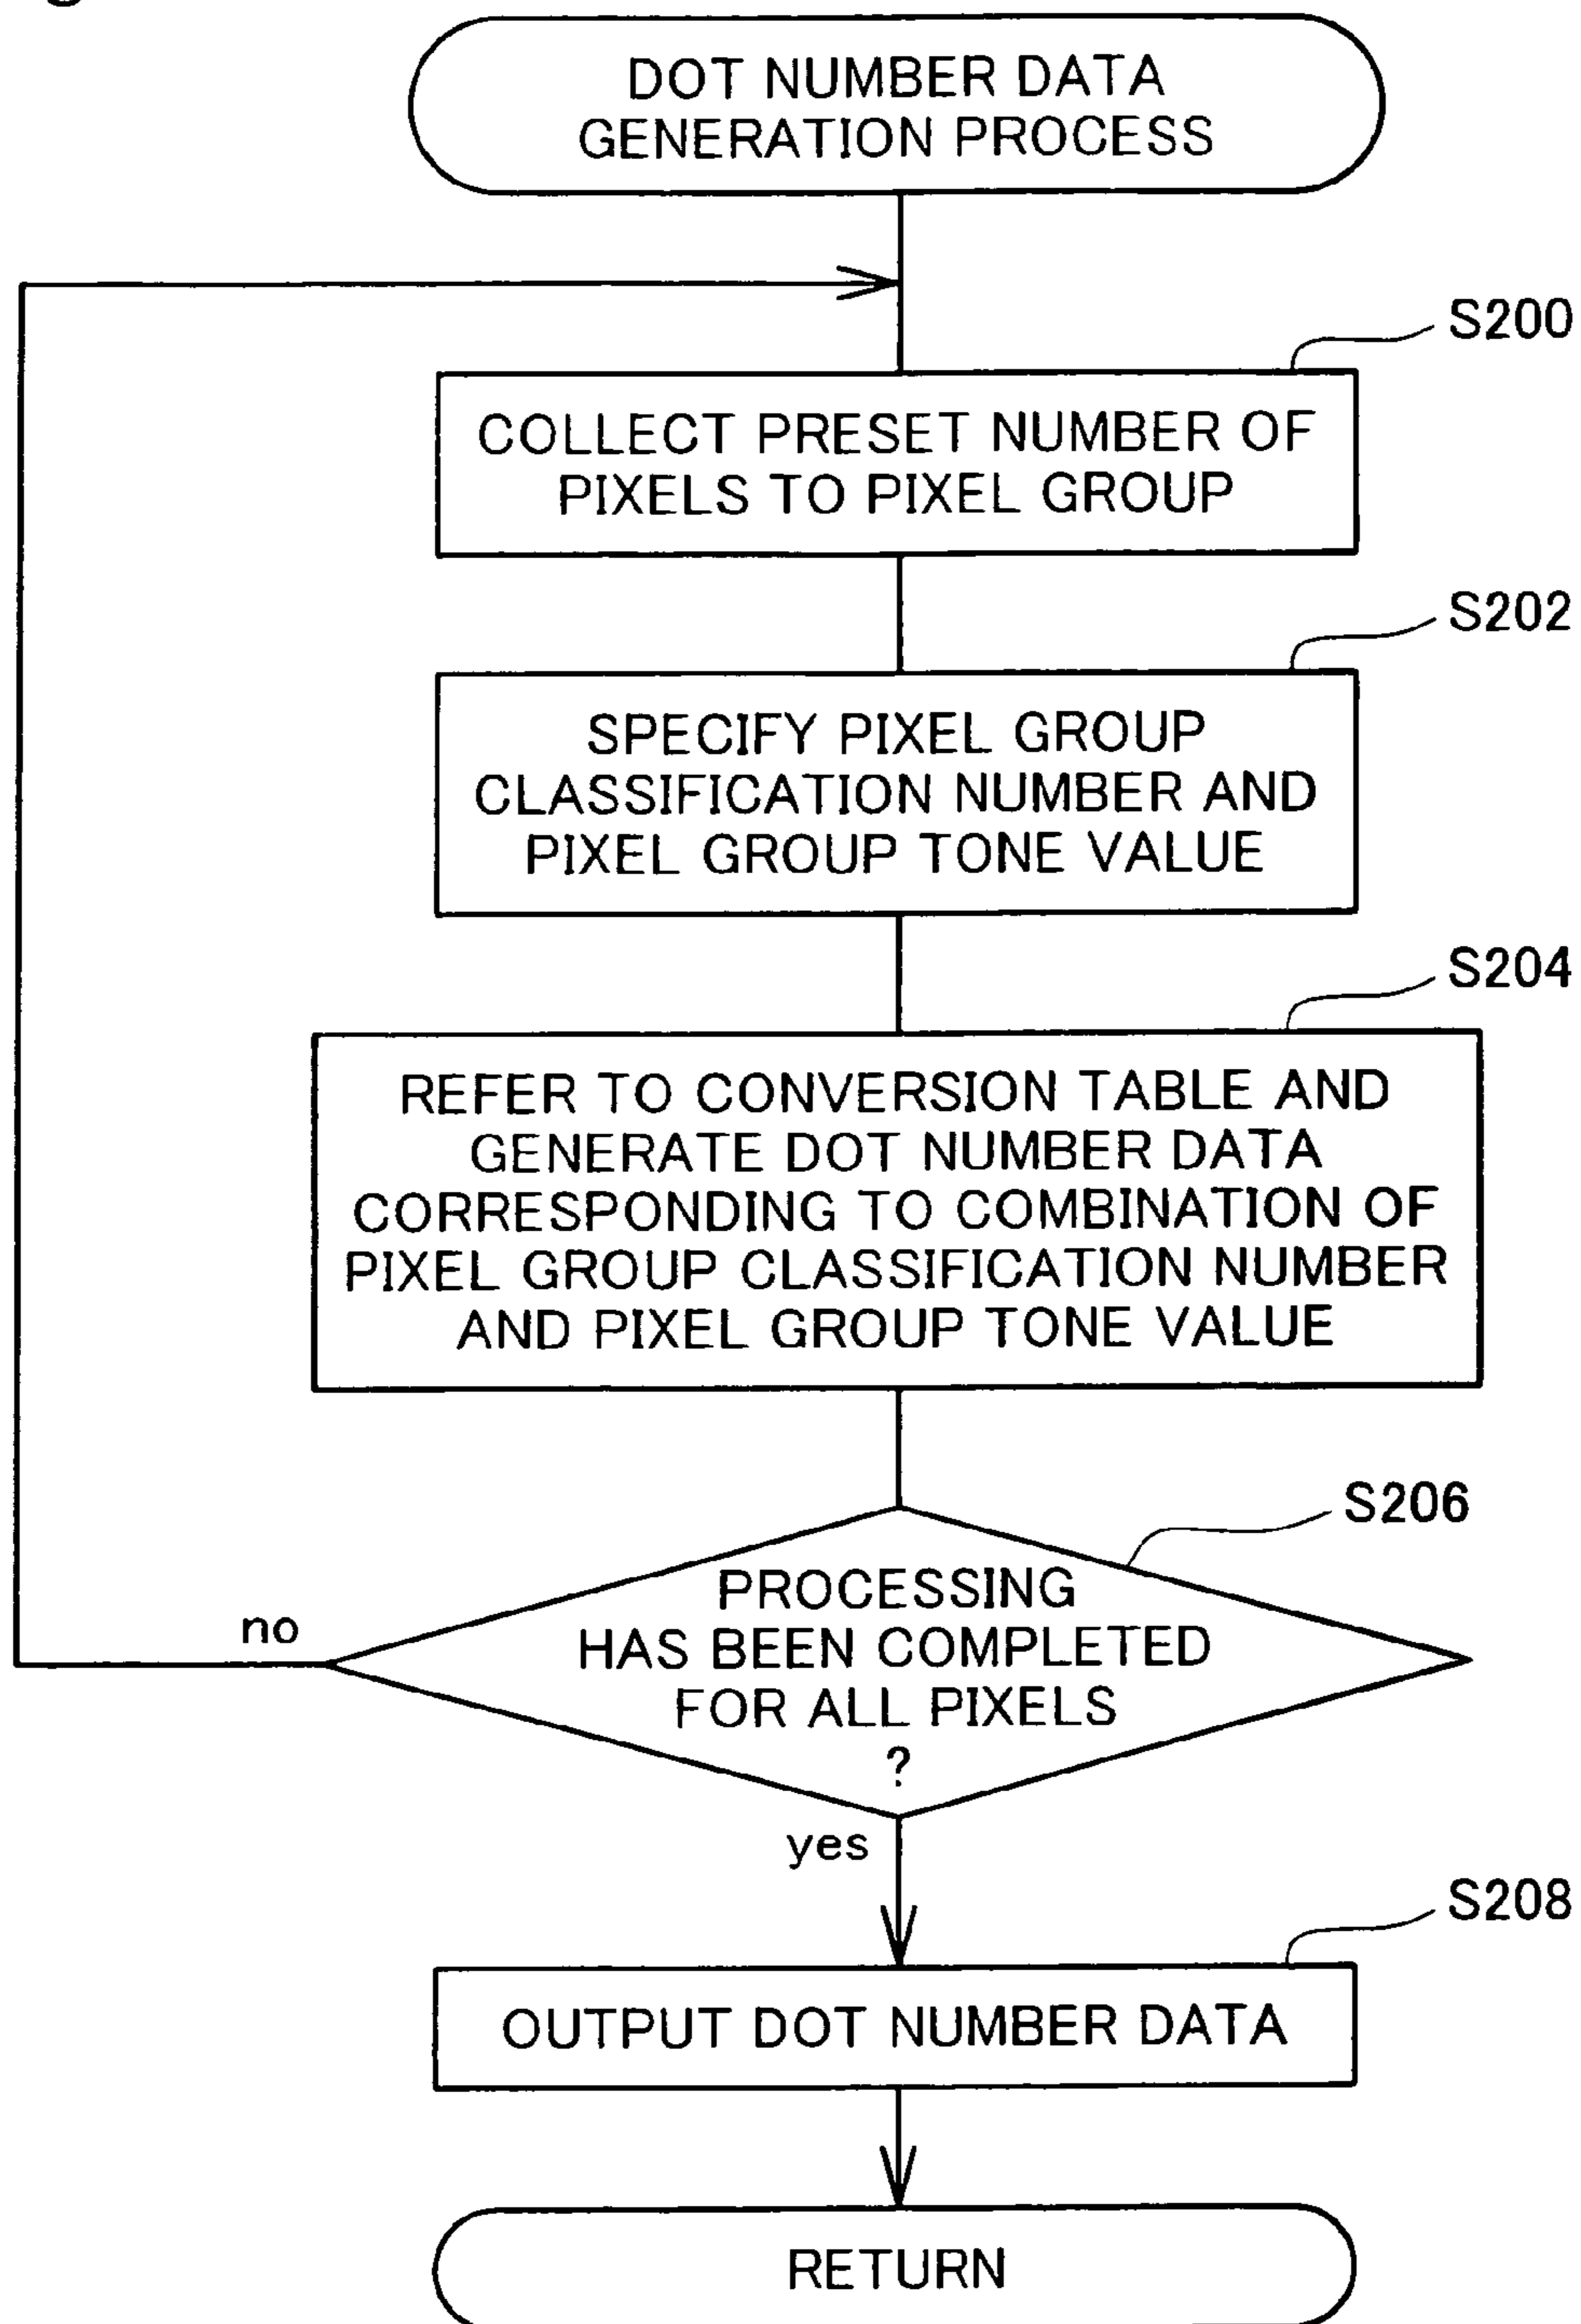 DOT NUMBER DATA
GENERATION PROCESS
S200
COLLECT PRESET NUMBER OF
PIXELS TO PIXEL GROUP
S202
SPECIFY PIXEL GROUP
CLASSIFICATION NUMBER AND
PIXEL GROUP TONE VALUE
S204
REFER TO CONVERSION TABLE AND
GENERATE DOT NUMBER DATA
CORRESPONDING TO COMBINATION OF
PIXEL GROUP CLASSIFICATION NUMBER
AND PIXEL GROUP TONE VALUE
S206
PROCESSING
HAS BEEN COMPLETED
FOR ALL PIXELS
?
no
yes
S208
OUTPUT DOT NUMBER DATA
RETURN